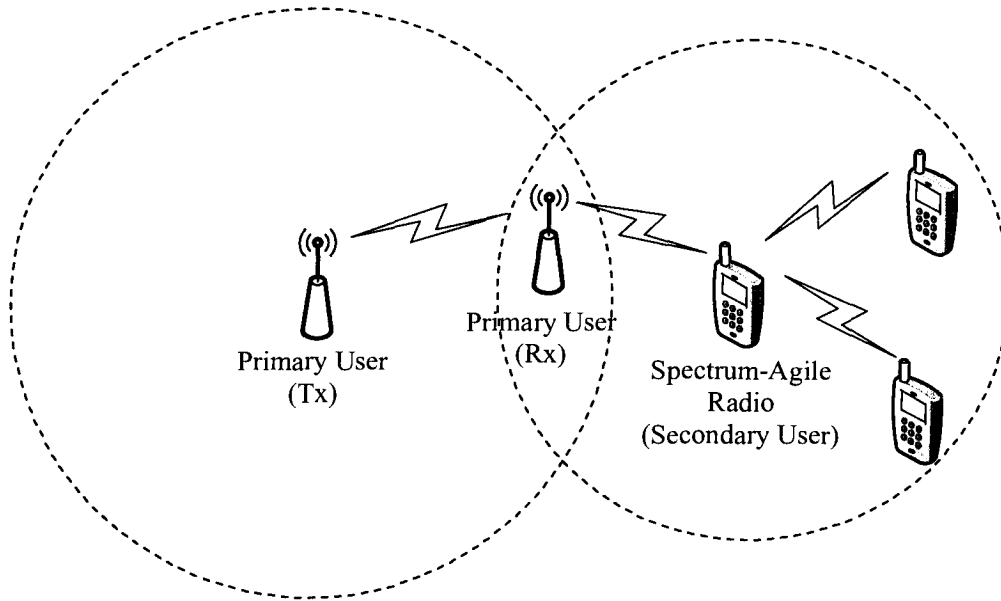 Primary User
(Tx)
Primary User
(Rx)
Spectrum-Agile
Radio
(Secondary User)